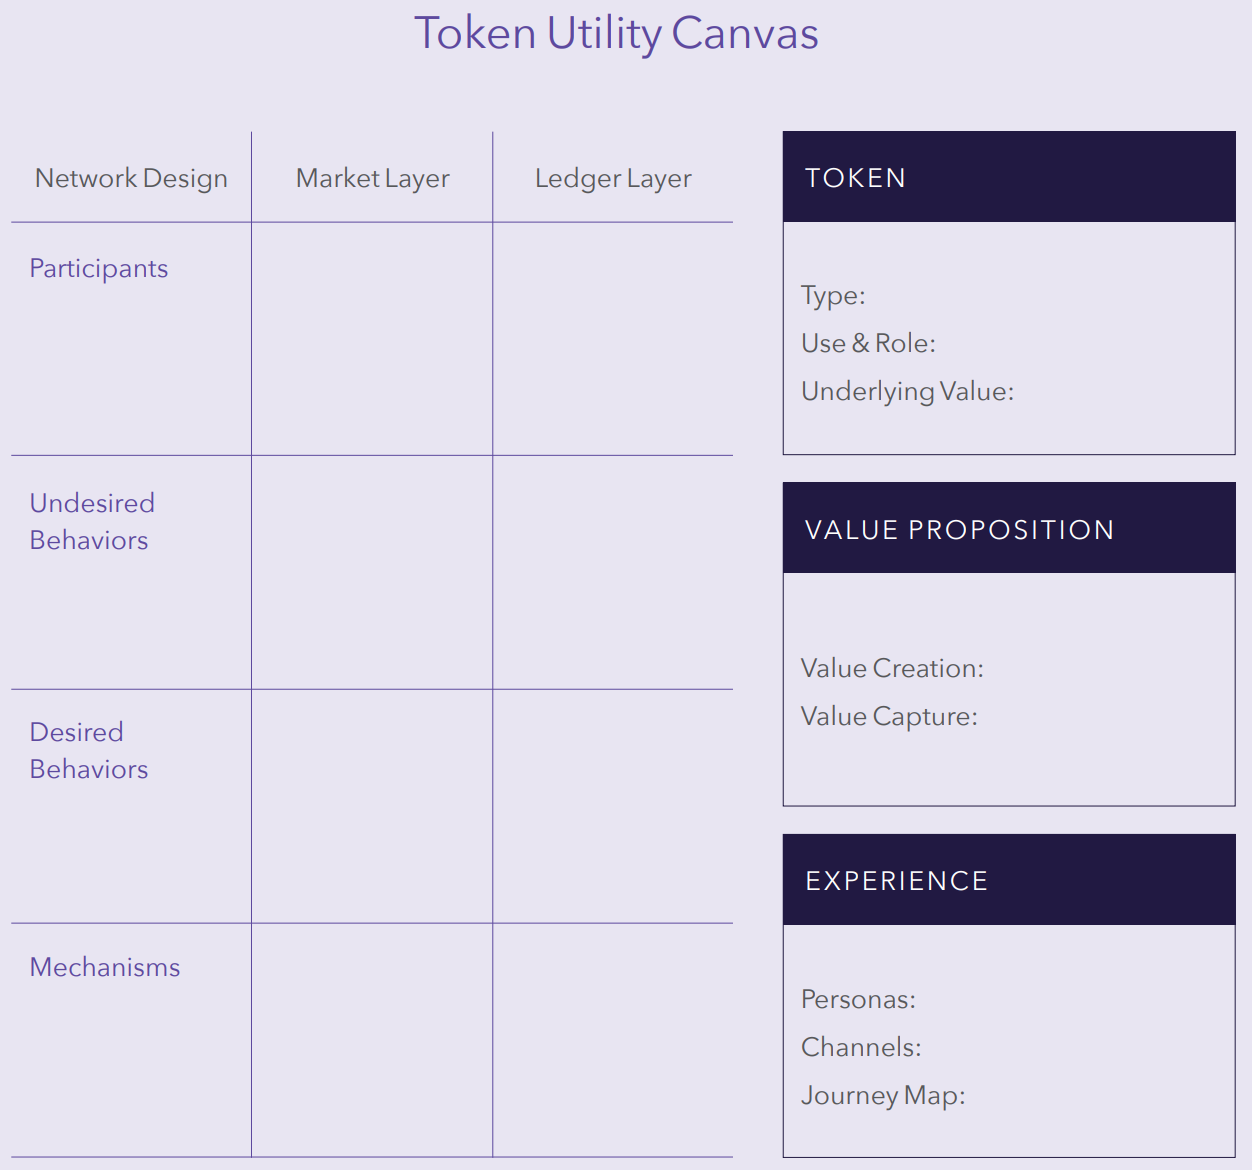 Token Utility Canvas
Network Design
Market Layer
Ledger Layer
Participants
Undesired
Behaviors
Desired
Behaviors
Mechanisms
TOKEN
Type:
Use & Role:
Underlying Value:
VALUE PROPOSITION
Value Creation:
Value Capture:
EXPERIENCE
Personas:
Channels:
Journey Map: